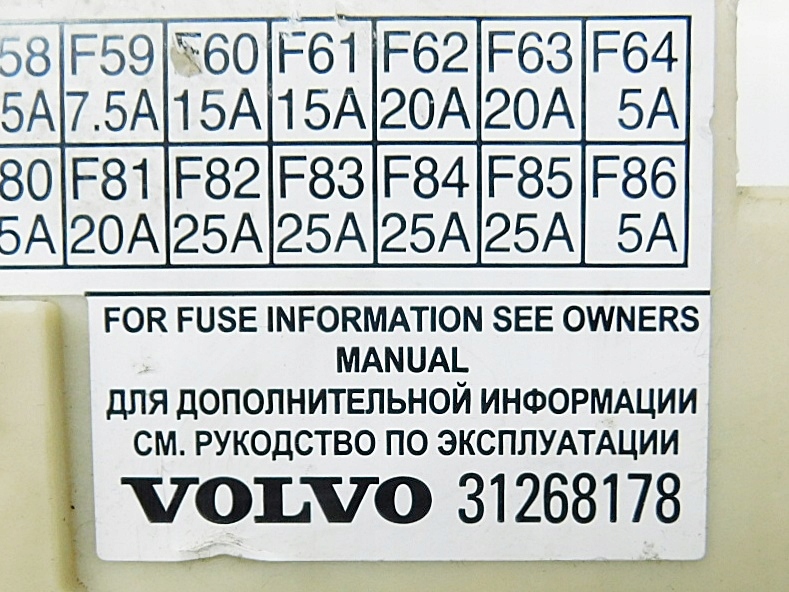 58 F59 F60 F61 F62 F63 F64
5A 7.5A 15A 15A 20A 20A 5A
80 F81 F82 F83 F84 F85 F86
5A 20A 25A 25A 25A 25A 5A
FOR FUSE INFORMATION SEE OWNERS
MANUAL
ДЛЯ ДОПОЛНИТЕЛЬНОЙ ИНФОРМАЦИИ
СМ. РУКОДСТВО ПО ЭКСПЛУАТАЦИИ
VOLVO 31268178